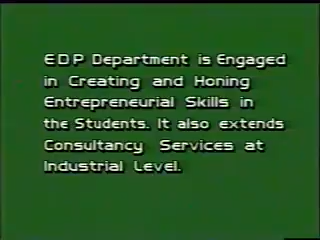 EDP Department is Engaged
in Creating and Honing
Entrepreneurial Skills in
the Students. It also extends
Consultancy Services at
Industrial Level.